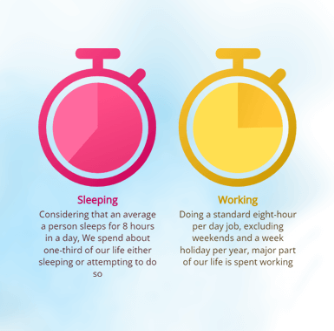 Sleeping
Considering that an average
a person sleeps for 8 hours
in a day, We spend about
one-third of our life either
sleeping or attempting to do
so
Working
Doing a standard eight-hour
per day job, excluding
weekends and a week
holiday per year, major part
of our life is spent working